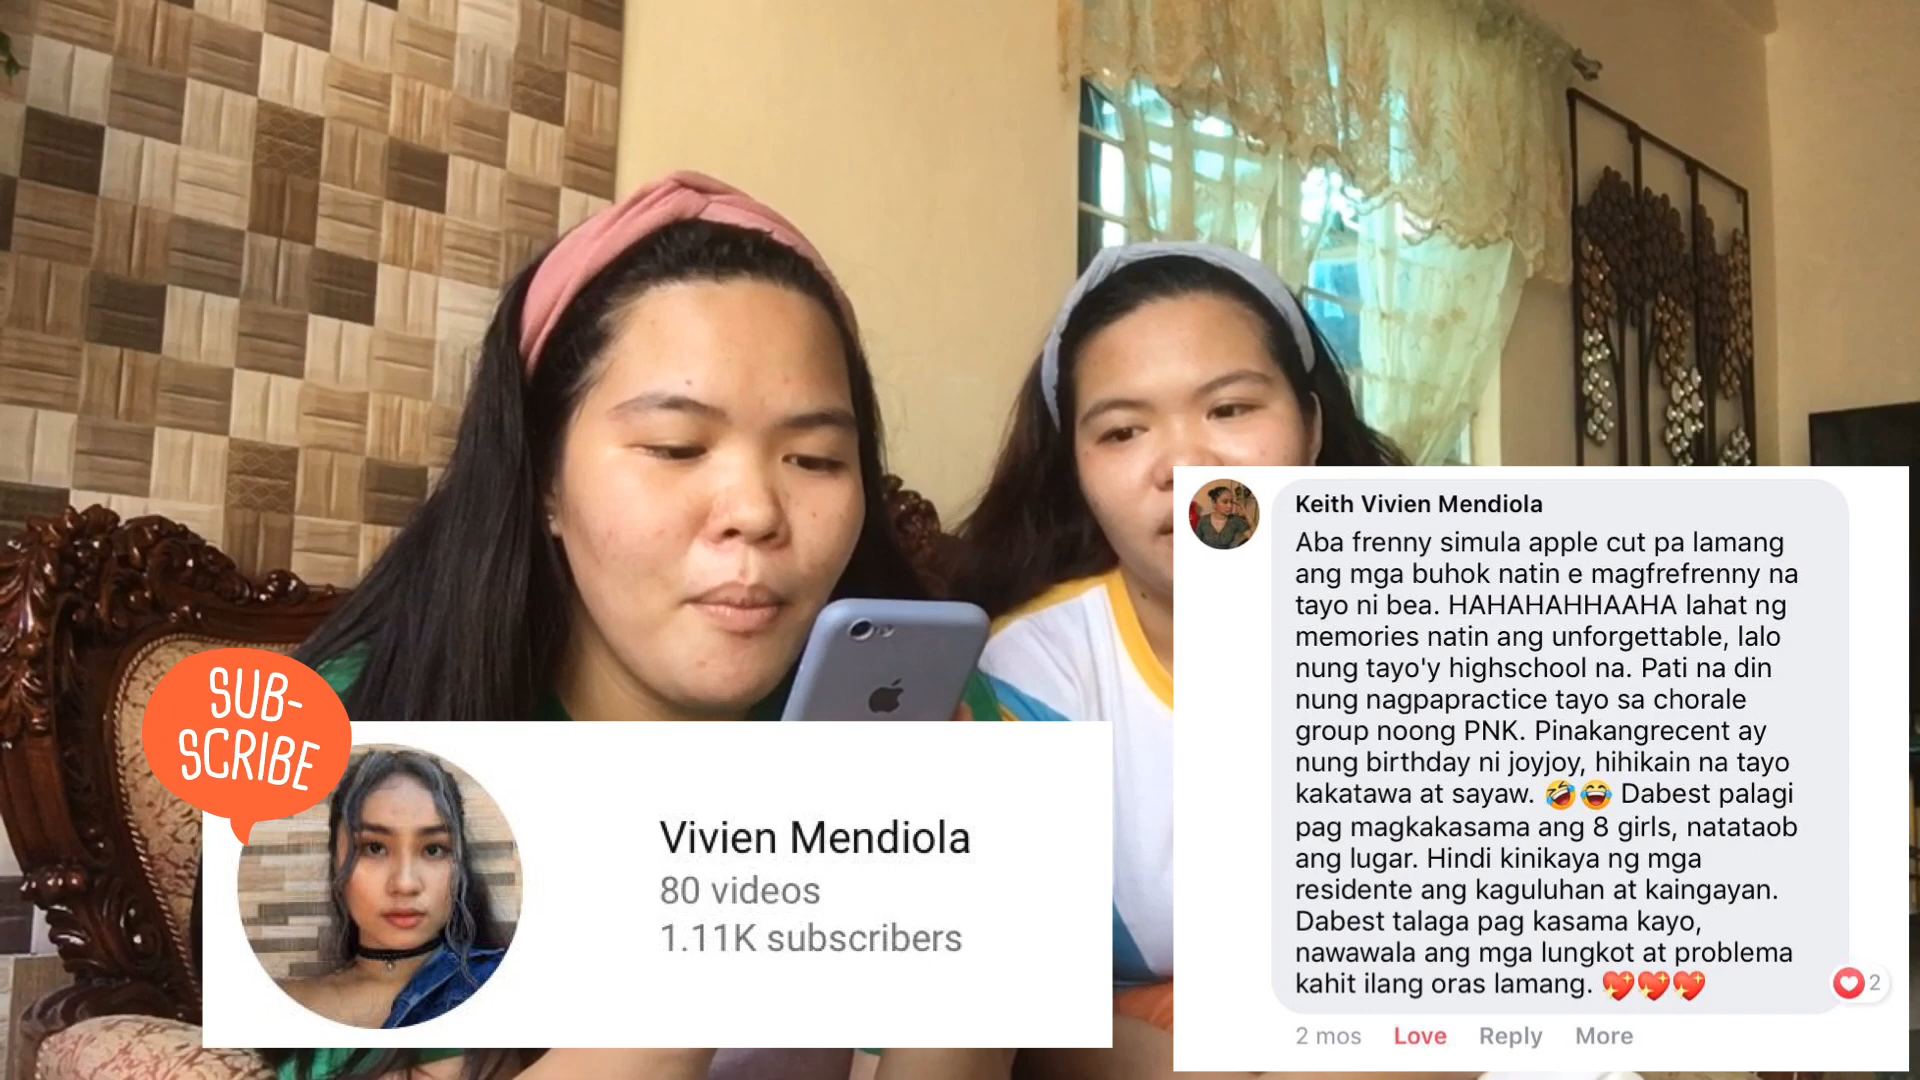 SUB-
SCRIBE
Vivien Mendiola
80 videos
1.11K subscribers
Keith Vivien Mendiola
Aba frenny simula apple cut pa lamang
ang mga buhok natin e magfrefrenny na
tayo ni bea. HAHAHAHHAAHA lahat ng
memories natin ang unforgettable, lalo
nung tayo'y highschool na. Pati na din
nung nagpapractice tayo sa chorale
group noong PNK. Pinakangrecent ay
nung birthday ni joyjoy, hihikain na tayo
kakatawa at sayaw. 🤣😂 Dabest palagi
pag magkakasama ang 8 girls, natataob
ang lugar. Hindi kinikaya ng mga
residente ang kaguluhan at kaingayan.
Dabest talaga pag kasama kayo,
nawawala ang mga lungkot at problema
kahit ilang oras lamang. 💖💖💖
2
2 mos Love Reply More